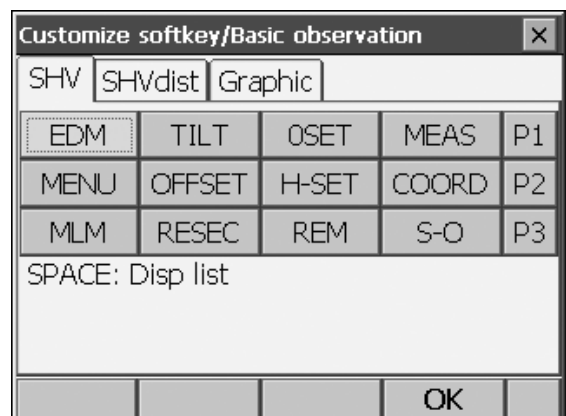 Customize softkey/Basic observation ×
SHV SHVdist Graphic
EDM TILT 0SET MEAS P1
MENU OFFSET H-SET COORD P2
MLM RESEC REM S-O P3
SPACE: Disp list
OK